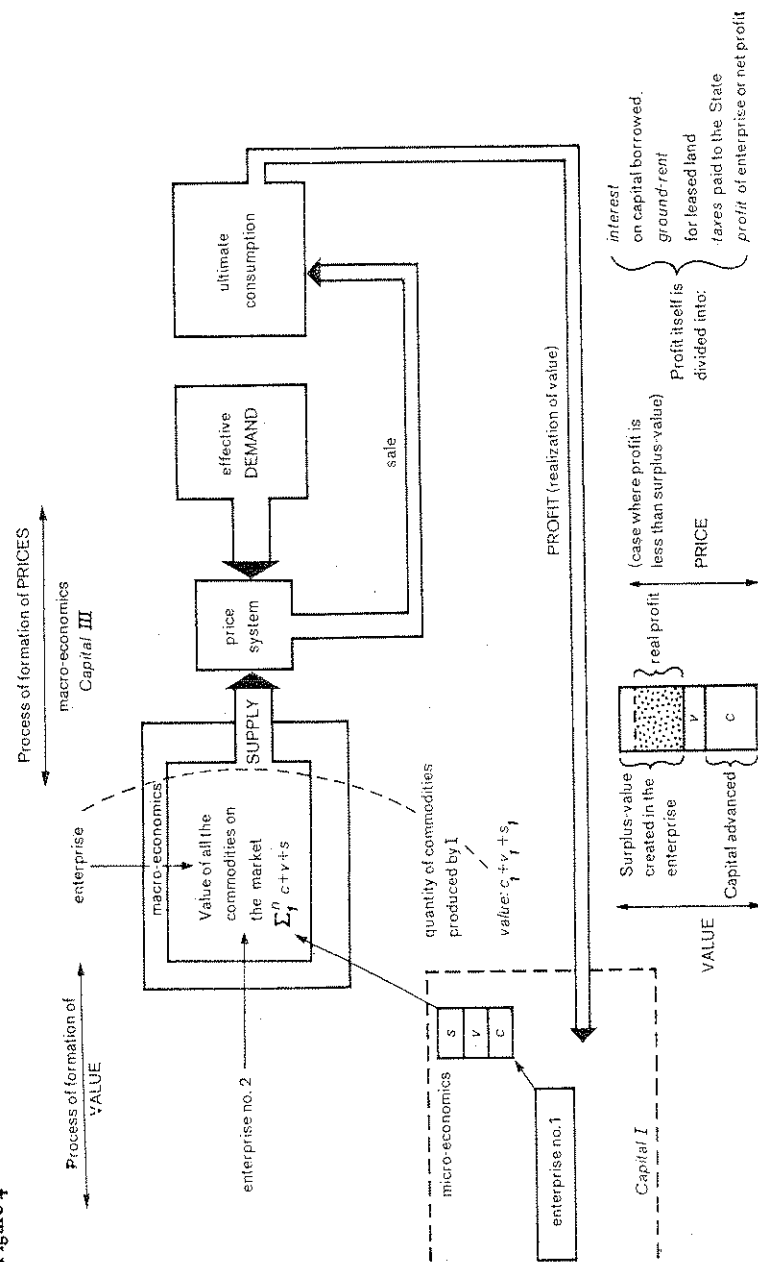 Figure 4
Process of formation of
VALUE
enterprise
Process of formation of PRICES
macro-economics
Capital III
enterprise no. 2
macro-economics
Value of all the
commodities on
the market
Σ₁ⁿ c+v+s
SUPPLY
price
system
effective
DEMAND
ultimate
consumption
sale
quantity of commodities
produced by I
value: c₁+v₁+s₁
micro-economics
s
v
c
enterprise no.1
Capital I
PROFIT (realization of value)
VALUE
Surplus-value
created in the
enterprise
Capital advanced
v
c
real profit
(case where profit is
less than surplus-value)
PRICE
Profit itself is
divided into:
interest
on capital borrowed.
ground-rent
for leased land
taxes paid to the State
profit of enterprise or net profit